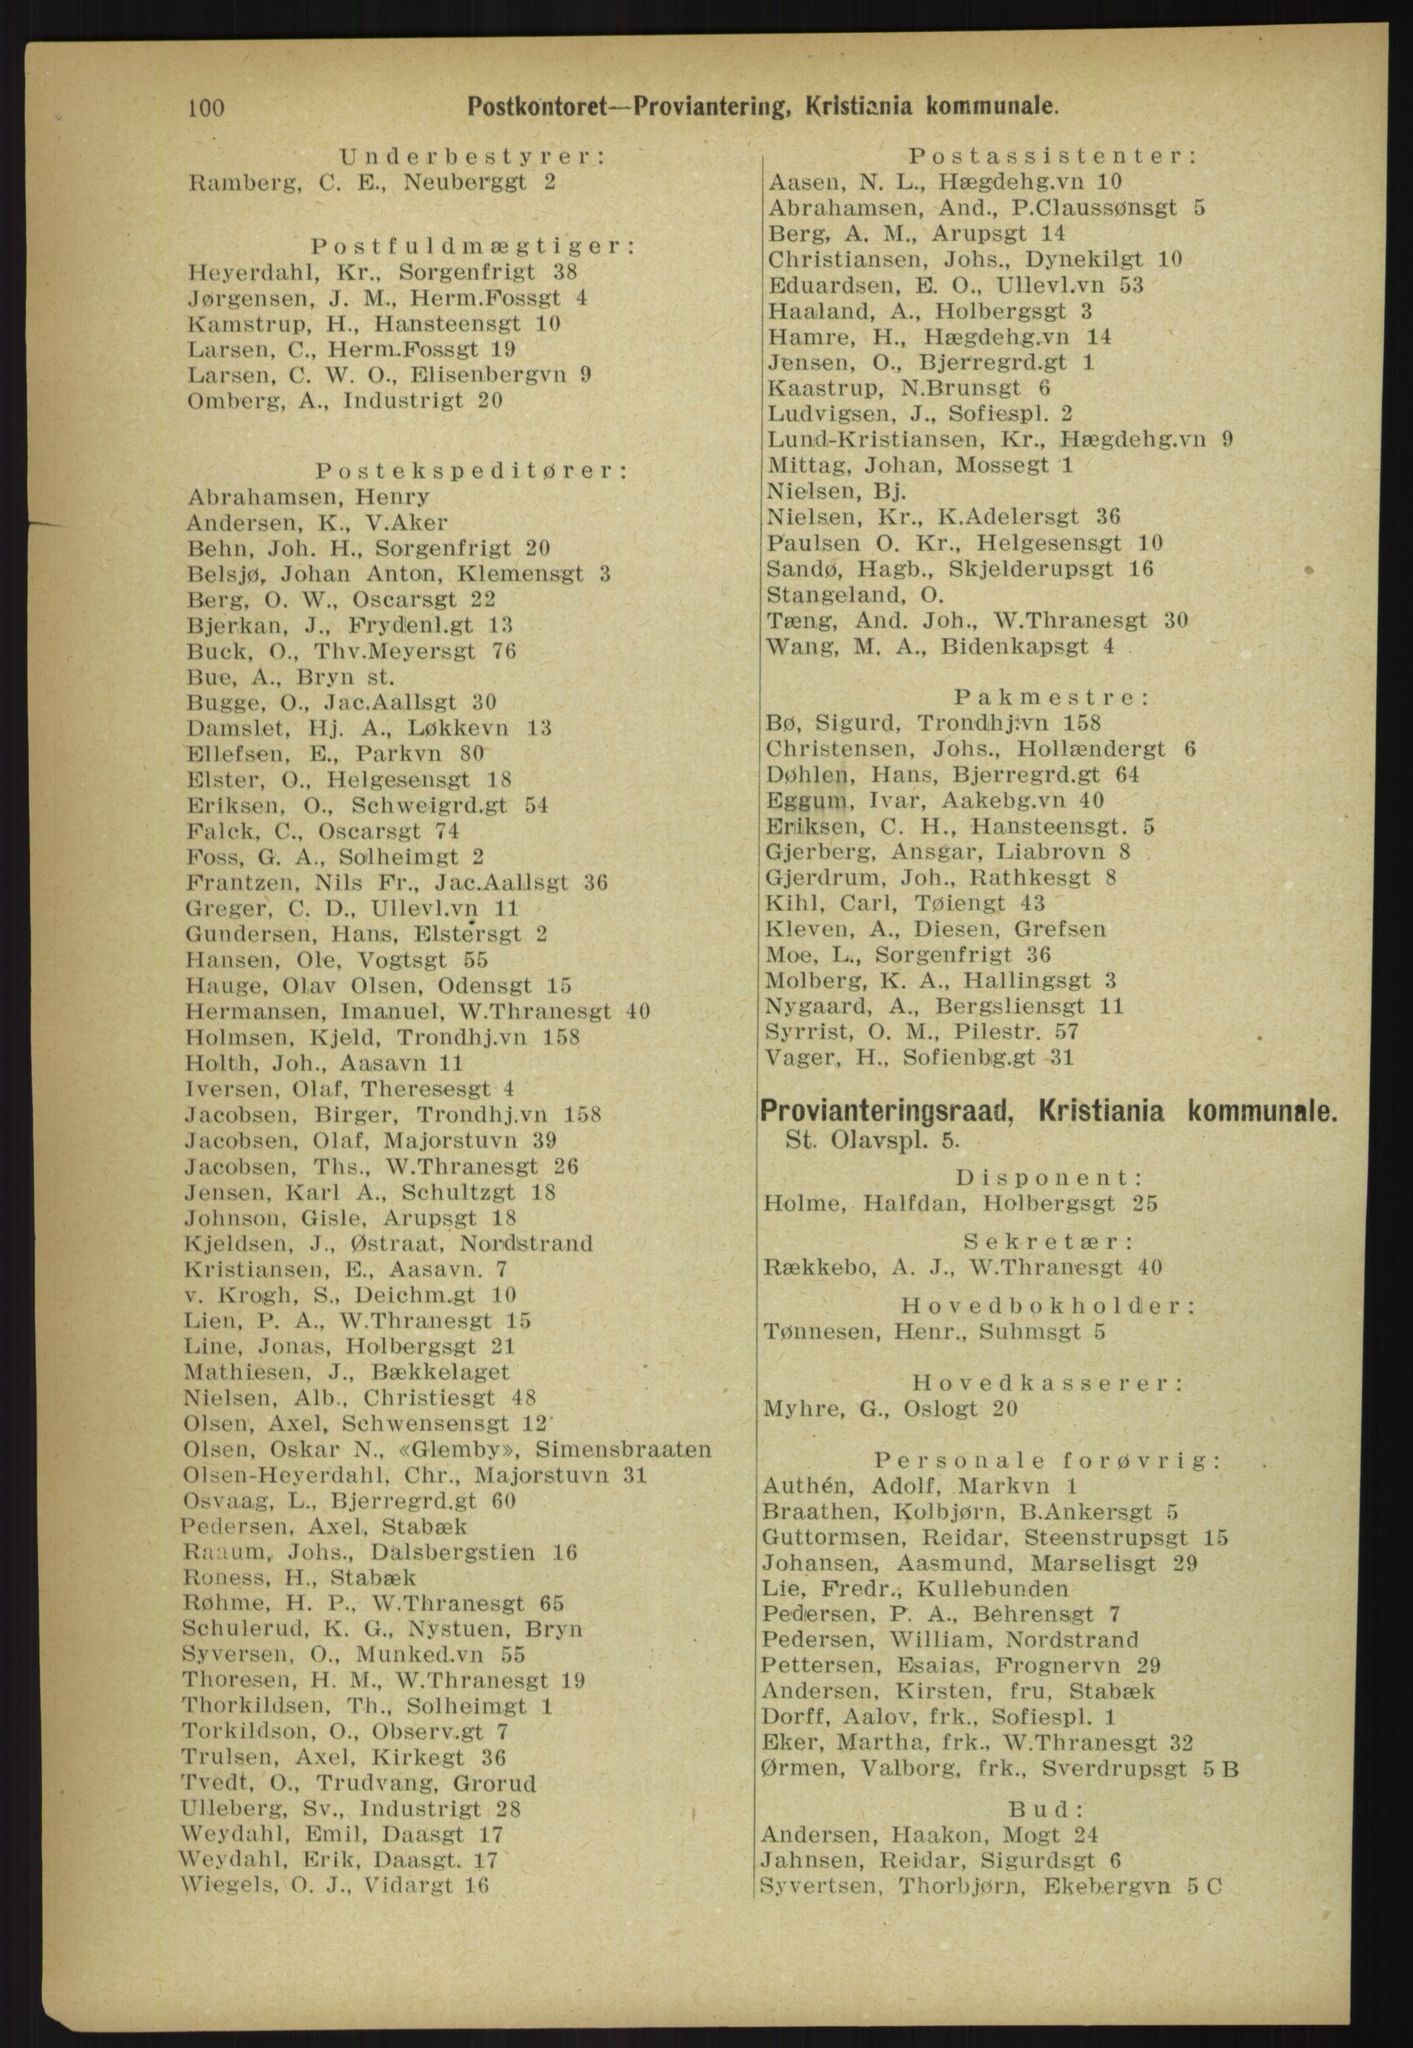 100
Postkontoret—Proviantering, Kristiania kommunale.
Underbestyrer:
Ramberg, C. E., Neuberggt 2
Postfuldmægtiger:
Heyerdahl, Kr., Sorgenfrigt 38
Jørgensen, J. M., Herm.Fossgt 4
Kamstrup, H., Hansteensgt 10
Larsen, C., Herm.Fossgt 19
Larsen, C. W. O., Elisenbergvn 9
Omberg, A., Industrigt 20
Postekspeditører:
Abrahamsen, Henry
Andersen, K., V.Aker
Behn, Joh. H., Sorgenfrigt 20
Belsjø, Johan Anton, Klemensgt 3
Berg, O. W., Oscarsgt 22
Bjerkan, J., Frydenl.gt 13
Buck, O., Thv.Meyersgt 76
Bue, A., Bryn st.
Bugge, O., Jac.Aallsgt 30
Damslet, Hj. A., Løkkevn 13
Ellefsen, E., Parkvn 80
Elster, O., Helgesensgt 18
Eriksen, O., Schweigrd.gt 54
Falck, C., Oscarsgt 74
Foss, G. A., Solheimgt 2
Frantzen, Nils Fr., Jac.Aallsgt 36
Greger, C. D., Ullevl.vn 11
Gundersen, Hans, Elstersgt 2
Hansen, Ole, Vogtsgt 55
Hauge, Olav Olsen, Odensgt 15
Hermansen, Imanuel, W.Thranesgt 40
Holmsen, Kjeld, Trondhj.vn 158
Holth, Joh., Aasavn 11
Iversen, Olaf, Theresesgt 4
Jacobsen, Birger, Trondhj.vn 158
Jacobsen, Olaf, Majorstuvn 39
Jacobsen, Ths., W.Thranesgt 26
Jensen, Karl A., Schultzgt 18
Johnson, Gisle, Arupsgt 18
Kjeldsen, J., Østraat, Nordstrand
Kristiansen, E., Aasavn. 7
v. Krogh, S., Deichm.gt 10
Lien, P. A., W.Thranesgt 15
Line, Jonas, Holbergsgt 21
Mathiesen, J., Bækkelaget
Nielsen, Alb., Christiesgt 48
Olsen, Axel, Schwensensgt 12
Olsen, Oskar N., «Glemby», Simensbraaten
Olsen-Heyerdahl, Chr., Majorstuvn 31
Osvaag, L., Bjerregrd.gt 60
Pedersen, Axel, Stabæk
Raaum, Johs., Dalsbergstien 16
Roness, H., Stabæk
Røhme, H. P., W.Thranesgt 65
Schulerud, K. G., Nystuen, Bryn
Syversen, O., Munked.vn 55
Thoresen, H. M., W.Thranesgt 19
Thorkildsen, Th., Solheimgt 1
Torkildson, O., Observ.gt 7
Trulsen, Axel, Kirkegt 36
Tvedt, O., Trudvang, Grorud
Ulleberg, Sv., Industrigt 28
Weydahl, Emil, Daasgt 17
Weydahl, Erik, Daasgt. 17
Wiegels, O. J., Vidargt 16
Postassistenter:
Aasen, N. L., Hægdehg.vn 10
Abrahamsen, And., P.Claussønsgt 5
Berg, A. M., Arupsgt 14
Christiansen, Johs., Dynekilgt 10
Eduardsen, E. O., Ullevl.vn 53
Haaland, A., Holbergsgt 3
Hamre, H., Hægdehg.vn 14
Jensen, O., Bjerregrd.gt 1
Kaastrup, N.Brunsgt 6
Ludvigsen, J., Sofiespl. 2
Lund-Kristiansen, Kr., Hægdehg.vn 9
Mittag, Johan, Mossegt 1
Nielsen, Bj.
Nielsen, Kr., K.Adelersgt 36
Paulsen O. Kr., Helgesensgt 10
Sandø, Hagb., Skjelderupsgt 16
Stangeland, O.
Tæng, And. Joh., W.Thranesgt 30
Wang, M. A., Bidenkapsgt 4
Pakmestre:
Bø, Sigurd, Trondhj.vn 158
Christensen, Johs., Hollændergt 6
Døhlen, Hans, Bjerregrd.gt 64
Eggum, Ivar, Aakebg.vn 40
Eriksen, C. H., Hansteensgt. 5
Gjerberg, Ansgar, Liabrovn 8
Gjerdrum, Joh., Rathkesgt 8
Kihl, Carl, Tøiengt 43
Kleven, A., Diesen, Grefsen
Moe, L., Sorgenfrigt 36
Molberg, K. A., Hallingsgt 3
Nygaard, A., Bergsliensgt 11
Syrrist, O. M., Pilestr. 57
Vager, H., Sofienbg.gt 31
Provianteringsraad, Kristiania kommunale.
St. Olavspl. 5.
Disponent:
Holme, Halfdan, Holbergsgt 25
Sekretær:
Rækkebo, A. J., W.Thranesgt 40
Hovedbokholder:
Tønnesen, Henr., Suhmsgt 5
Hovedkasserer:
Myhre, G., Oslogt 20
Personale forøvrig:
Authén, Adolf, Markvn 1
Braathen, Kolbjørn, B.Ankersgt 5
Guttormsen, Reidar, Steenstrupsgt 15
Johansen, Aasmund, Marselisgt 29
Lie, Fredr., Kullebunden
Pedersen, P. A., Behrensgt 7
Pedersen, William, Nordstrand
Pettersen, Esaias, Frognervn 29
Andersen, Kirsten, fru, Stabæk
Dorff, Aalov, frk., Sofiespl. 1
Eker, Martha, frk., W.Thranesgt 32
Ørmen, Valborg, frk., Sverdrupsgt 5 B
Bud:
Andersen, Haakon, Mogt 24
Jahnsen, Reidar, Sigurdsgt 6
Syvertsen, Thorbjørn, Ekebergvn 5 C